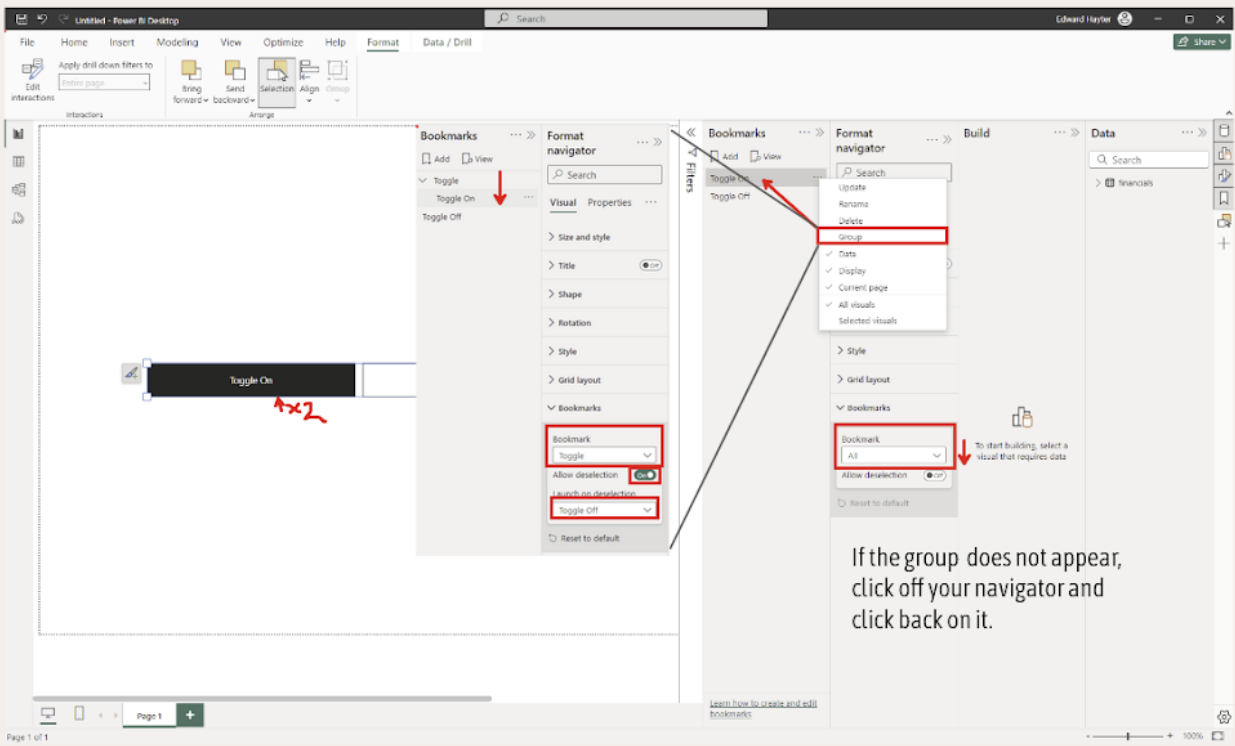 Untitled - Power BI Desktop
Search
Edward Hayter
File Home Insert Modeling View Optimize Help Format Data / Drill
Share
Edit interactions
Apply drill down filters to
Entire page
Interactions
Bring forward
Send backward
Selection
Align
Group
Arrange
Bookmarks
Add View
Toggle
Toggle On
Toggle Off
Format navigator
Search
Visual Properties
Size and style
Title Off
Shape
Rotation
Style
Grid layout
Bookmarks
Bookmark
Toggle
Allow deselection On
Launch on deselection
Toggle Off
Reset to default
Toggle On
x2
Filters
Bookmarks
Add View
Toggle On
Toggle Off
Learn how to create and edit
bookmarks
Format navigator
Search
Update
Rename
Delete
Group
Data
Display
Current page
All visuals
Selected visuals
Style
Grid layout
Bookmarks
Bookmark
All
Allow deselection Off
Reset to default
Build
To start building, select a
visual that requires data
Data
Search
financials
If the group does not appear,
click off your navigator and
click back on it.
Page 1
Page 1 of 1
100%